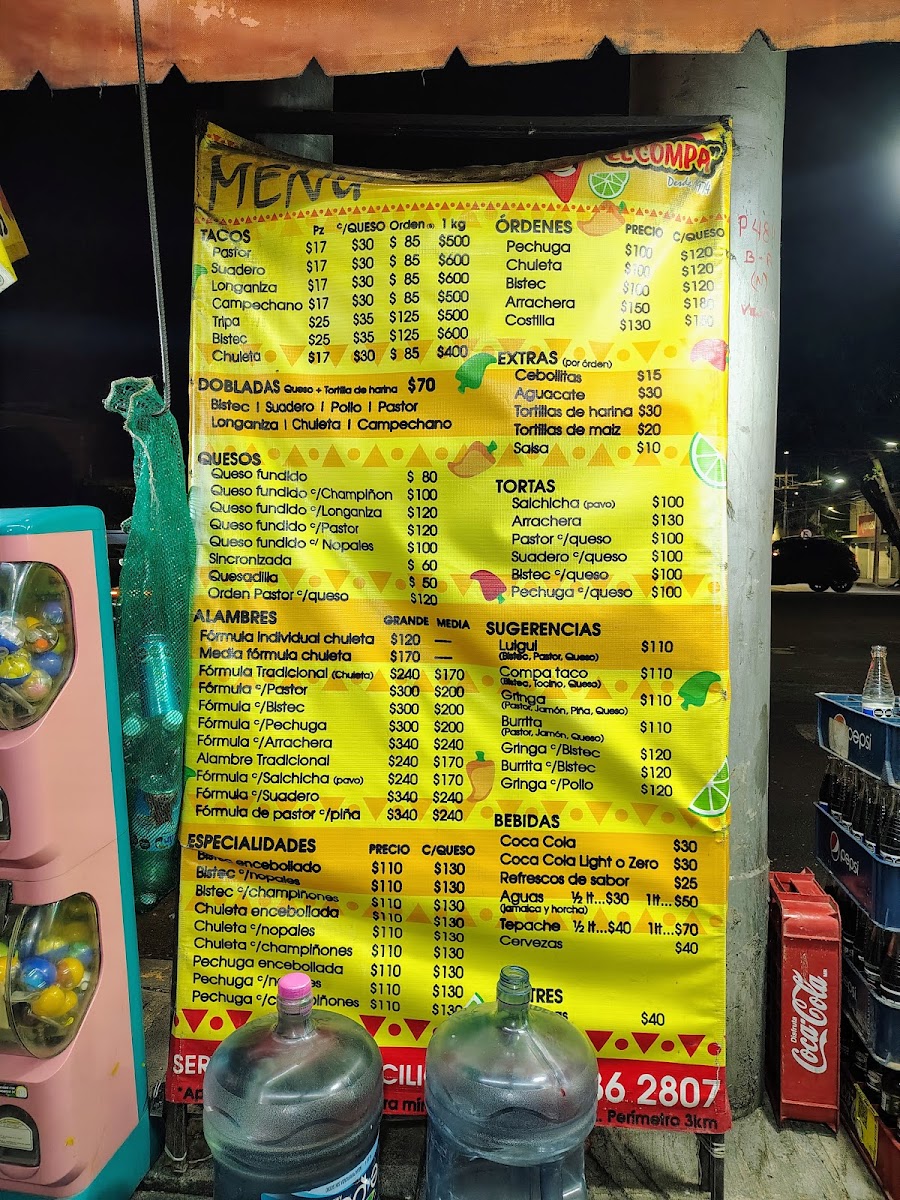 MENÚ
"EL COMPA"
Desde 1974
TACOS Pz c/QUESO Orden 1 kg
Pastor $17 $30 $ 85 $500
Suadero $17 $30 $ 85 $600
Longaniza $17 $30 $ 85 $600
Campechano $17 $30 $ 85 $500
Tripa $25 $35 $125 $500
Bistec $25 $35 $125 $600
Chuleta $17 $30 $ 85 $400
DOBLADAS Queso + Tortilla de harina $70
Bistec | Suadero | Pollo | Pastor
Longaniza | Chuleta | Campechano
QUESOS
Queso fundido $ 80
Queso fundido c/Champiñon $100
Queso fundido c/Longaniza $120
Queso fundido c/Pastor $120
Queso fundido c/ Nopales $100
Sincronizada $ 60
Quesadilla $ 50
Orden Pastor c/queso $120
ALAMBRES GRANDE MEDIA
Fórmula individual chuleta $120 —
Media fórmula chuleta $170 —
Fórmula Tradicional (Chuleta) $240 $170
Fórmula c/Pastor $300 $200
Fórmula c/Bistec $300 $200
Fórmula c/Pechuga $300 $200
Fórmula c/Arrachera $340 $240
Alambre Tradicional $240 $170
Fórmula c/Salchicha (pavo) $240 $170
Fórmula c/Suadero $340 $240
Fórmula de pastor c/piña $340 $240
ESPECIALIDADES PRECIO C/QUESO
Bistec encebollado $110 $130
Bistec c/nopales $110 $130
Bistec c/champiñones $110 $130
Chuleta encebollada $110 $130
Chuleta c/nopales $110 $130
Chuleta c/champiñones $110 $130
Pechuga encebollada $110 $130
Pechuga $110 $130
Pechuga $110 $130
ÓRDENES PRECIO C/QUESO
Pechuga $100 $120
Chuleta $100 $120
Bistec $100 $120
Arrachera $150 $180
Costilla $130
EXTRAS (por órden)
Cebollitas $15
Aguacate $30
Tortillas de harina $30
Tortillas de maiz $20
Salsa $10
TORTAS
Salchicha (pavo) $100
Arrachera $130
Pastor c/queso $100
Suadero c/queso $100
Bistec c/queso $100
Pechuga c/queso $100
SUGERENCIAS
Luigui $110
(Bistec, Pastor, Queso)
Compa taco $110
(Bistec, Tocino, Queso)
Gringa $110
(Pastor, Jamón, Piña, Queso)
Burrita $110
(Pastor, Jamón, Queso)
Gringa c/Bistec $120
Burrita c/Bistec $120
Gringa c/Pollo $120
BEBIDAS
Coca Cola $30
Coca Cola Light o Zero $30
Refrescos de sabor $25
Aguas ½ lt...$30 1lt...$50
(jamaica y horcha)
Tepache ½ lt...$40 1lt...$70
Cervezas $40
$40
36 2807
Perímetro 3km
pepsi
pepsi
Disfruta
Coca-Cola